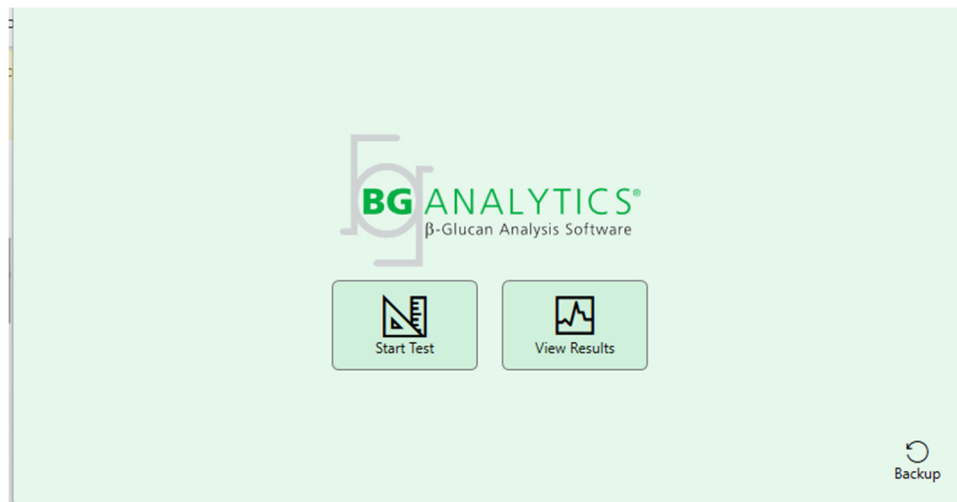 BG ANALYTICS®
β-Glucan Analysis Software
Start Test
View Results
Backup